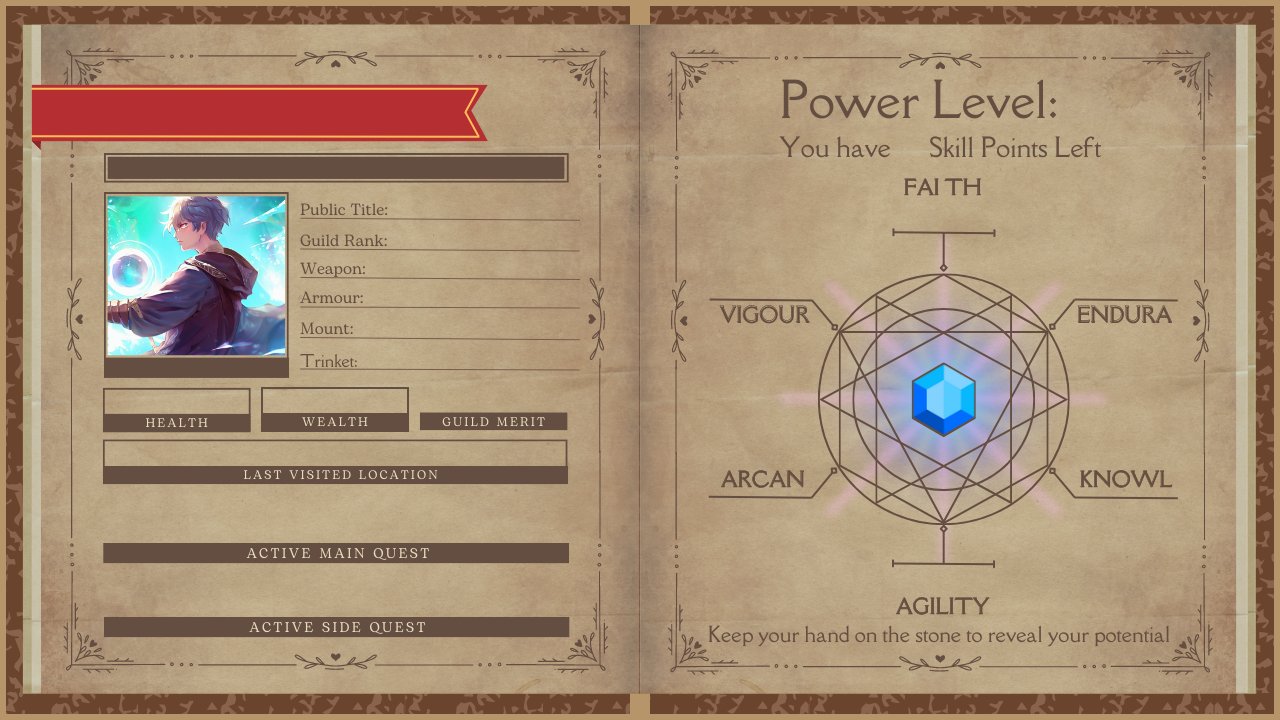 Public Title:
Guild Rank:
Weapon:
Armour:
Mount:
Trinket:
HEALTH
WEALTH
GUILD MERIT
LAST VISITED LOCATION
ACTIVE MAIN QUEST
ACTIVE SIDE QUEST
Power Level:
You have Skill Points Left
FAI TH
VIGOUR
ENDURA
ARCAN
KNOWL
AGILITY
Keep your hand on the stone to reveal your potential